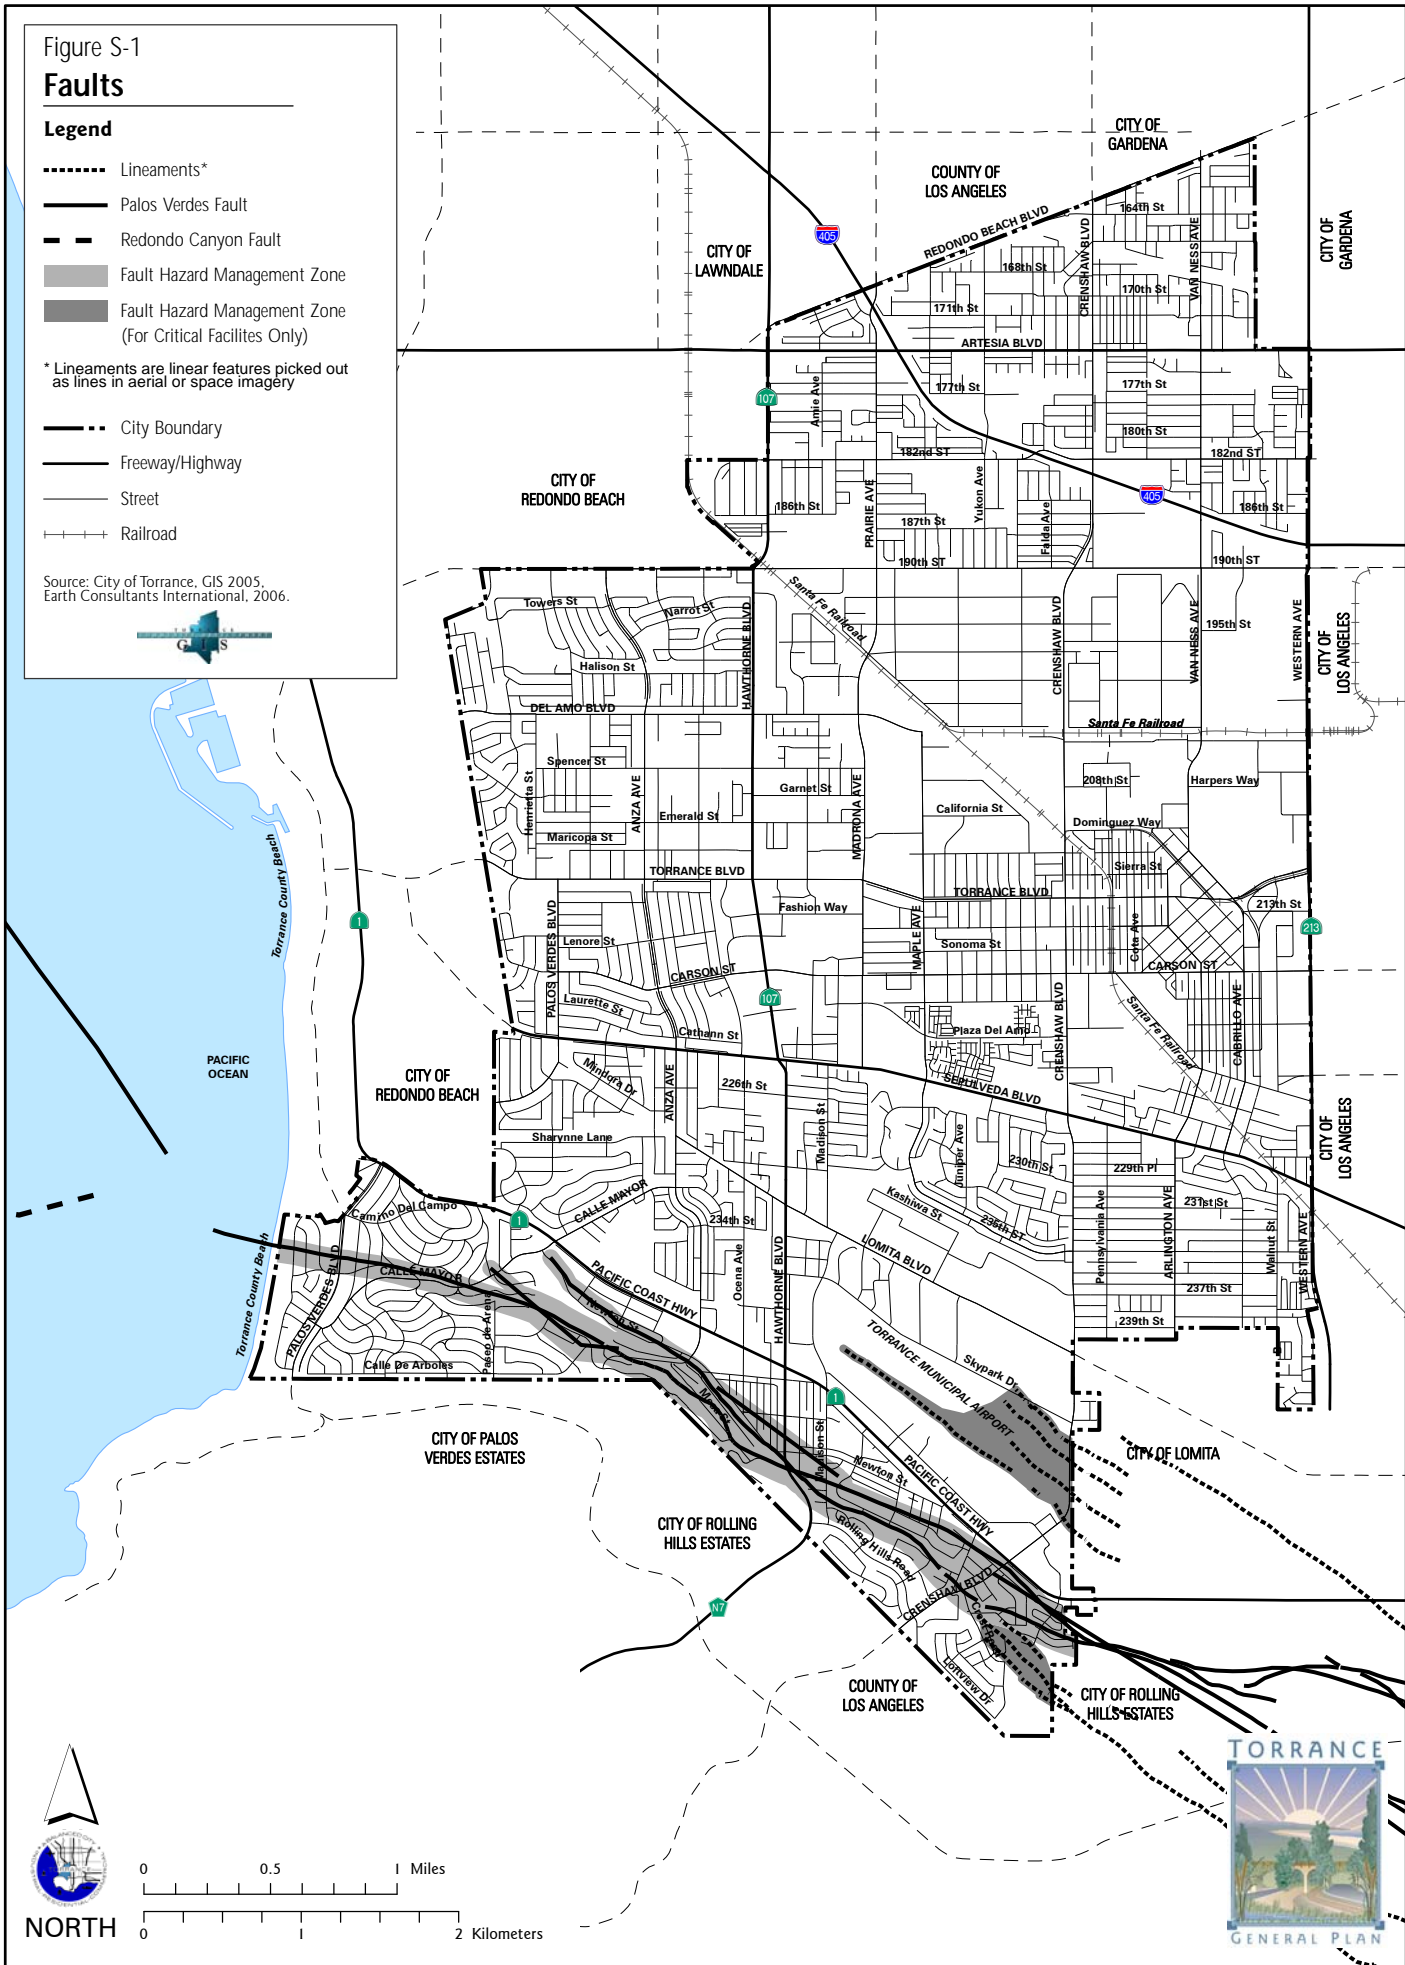 Figure S-1
Faults
Legend
Lineaments*
Palos Verdes Fault
Redondo Canyon Fault
Fault Hazard Management Zone
Fault Hazard Management Zone
(For Critical Facilites Only)
* Lineaments are linear features picked out
as lines in aerial or space imagery
City Boundary
Freeway/Highway
Street
Railroad
Source: City of Torrance, GIS 2005,
Earth Consultants International, 2006.
G I S
CITY OF
GARDENA
COUNTY OF
LOS ANGELES
164th St
REDONDO BEACH BLVD
CRENSHAW BLVD
VAN NESS AVE
CITY OF
GARDENA
405
CITY OF
LAWNDALE
168th St
170th St
171th St
ARTESIA BLVD
177th St
177th St
Amie Ave
107
180th St
182nd ST
182nd ST
CITY OF
REDONDO BEACH
405
186th St
PRAIRIE AVE
187th St
Yukon Ave
Falda Ave
186th St
190th ST
190th ST
Santa Fe Railroad
Towers St
Narrot St
HAWTHORNE BLVD
CRENSHAW BLVD
VAN NESS AVE
195th St
WESTERN AVE
CITY OF
LOS ANGELES
Halison St
DEL AMO BLVD
Santa Fe Railroad
Spencer St
Henrietta St
ANZA AVE
Garnet St
MADRONA AVE
208th St
Harpers Way
Emerald St
California St
Dominguez Way
Maricopa St
Torrance County Beach
TORRANCE BLVD
Sierra St
TORRANCE BLVD
1
Fashion Way
213th St
213
PALOS VERDES BLVD
Lenore St
MAPLE AVE
Sonoma St
Cota Ave
CARSON ST
CARSON ST
107
Laurette St
Cathann St
Plaza Del Amo
CRENSHAW BLVD
Santa Fe Railroad
CABRILLO AVE
PACIFIC
OCEAN
CITY OF
REDONDO BEACH
Mindora Dr
ANZA AVE
226th St
SEPULVEDA BLVD
Sharynne Lane
Madison St
Juniper Ave
230th St
229th Pl
CITY OF
LOS ANGELES
CALLE MAYOR
Kashiwa St
235th ST
Pennsylvania Ave
ARLINGTON AVE
231st St
Walnut St
WESTERN AVE
Camino Del Campo
1
234th St
Ocena Ave
HAWTHORNE BLVD
LOMITA BLVD
Torrance County Beach
PALOS VERDES BLVD
CALLE MAYOR
PACIFIC COAST HWY
237th St
Newton St
239th St
Calle De Arboles
Paseo de Arena
TORRANCE MUNICIPAL AIRPORT
Skypark Dr
1
CITY OF PALOS
VERDES ESTATES
Madison St
Newton St
PACIFIC COAST HWY
CITY OF LOMITA
CITY OF ROLLING
HILLS ESTATES
Rolling Hills Road
CRENSHAW BLVD
N7
COUNTY OF
LOS ANGELES
CITY OF ROLLING
HILLS ESTATES
TORRANCE
GENERAL PLAN
NORTH
0 0.5 1 Miles
0 1 2 Kilometers